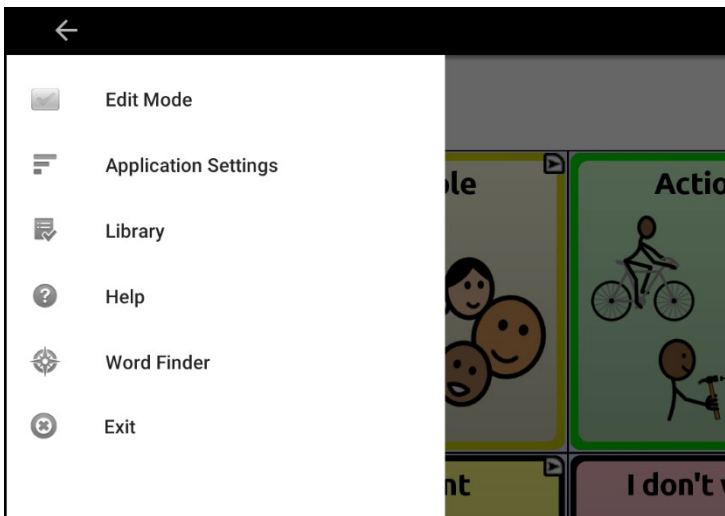 Edit Mode
Application Settings
Library
Help
Word Finder
Exit
ple
Actio
nt
I don't